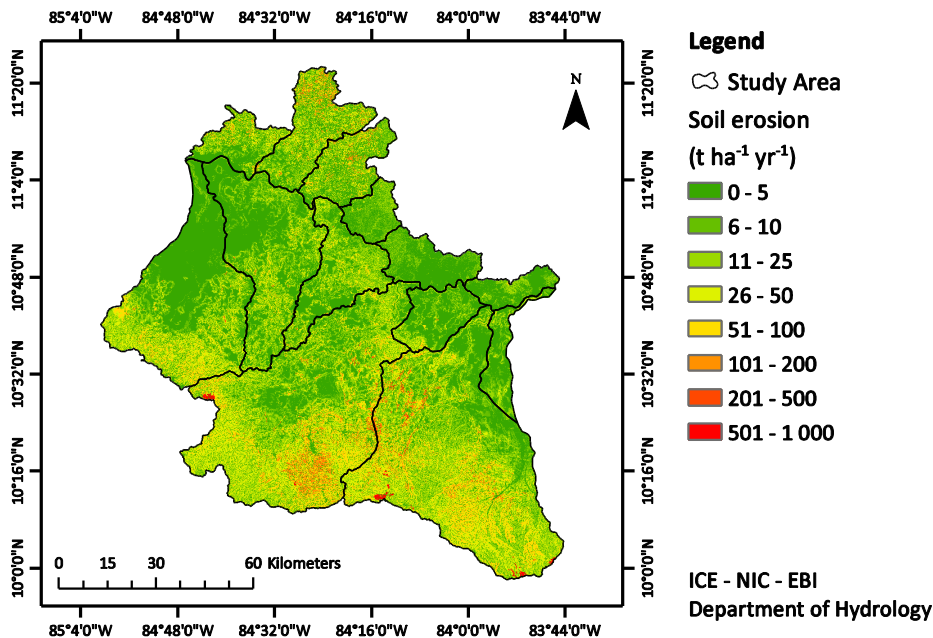 85°4'0"W 84°48'0"W 84°32'0"W 84°16'0"W 84°00'0"W 83°44'0"W
11°20'0"N 11°20'0"N
11°4'0"N 11°4'0"N
10°48'0"N 10°48'0"N
10°32'0"N 10°32'0"N
10°16'0"N 10°16'0"N
10°0'0"N 10°0'0"N
N
0 15 30 60 Kilometers
85°4'0"W 84°48'0"W 84°32'0"W 84°16'0"W 84°00'0"W 83°44'0"W
Legend
Study Area
Soil erosion
(t ha⁻¹ yr⁻¹)
0 - 5
6 - 10
11 - 25
26 - 50
51 - 100
101 - 200
201 - 500
501 - 1 000
ICE - NIC - EBI
Department of Hydrology